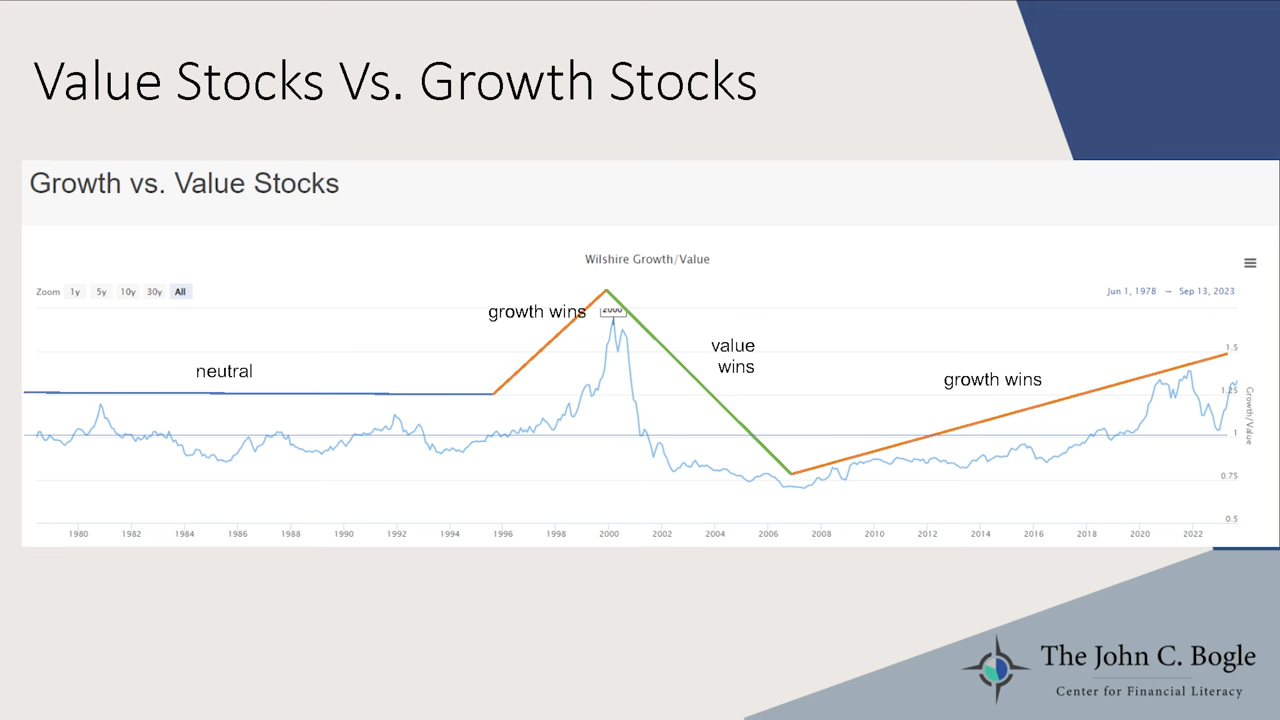 Value Stocks Vs. Growth Stocks
Growth vs. Value Stocks
Wilshire Growth/Value
Zoom 1y 5y 10y 30y All
Jun 1, 1978 → Sep 13, 2023
growth wins
2000
value
wins
neutral
growth wins
1.5
1.25
1
0.75
0.5
Growth/Value
1980 1982 1984 1986 1988 1990 1992 1994 1996 1998 2000 2002 2004 2006 2008 2010 2012 2014 2016 2018 2020 2022
The John C. Bogle
Center for Financial Literacy